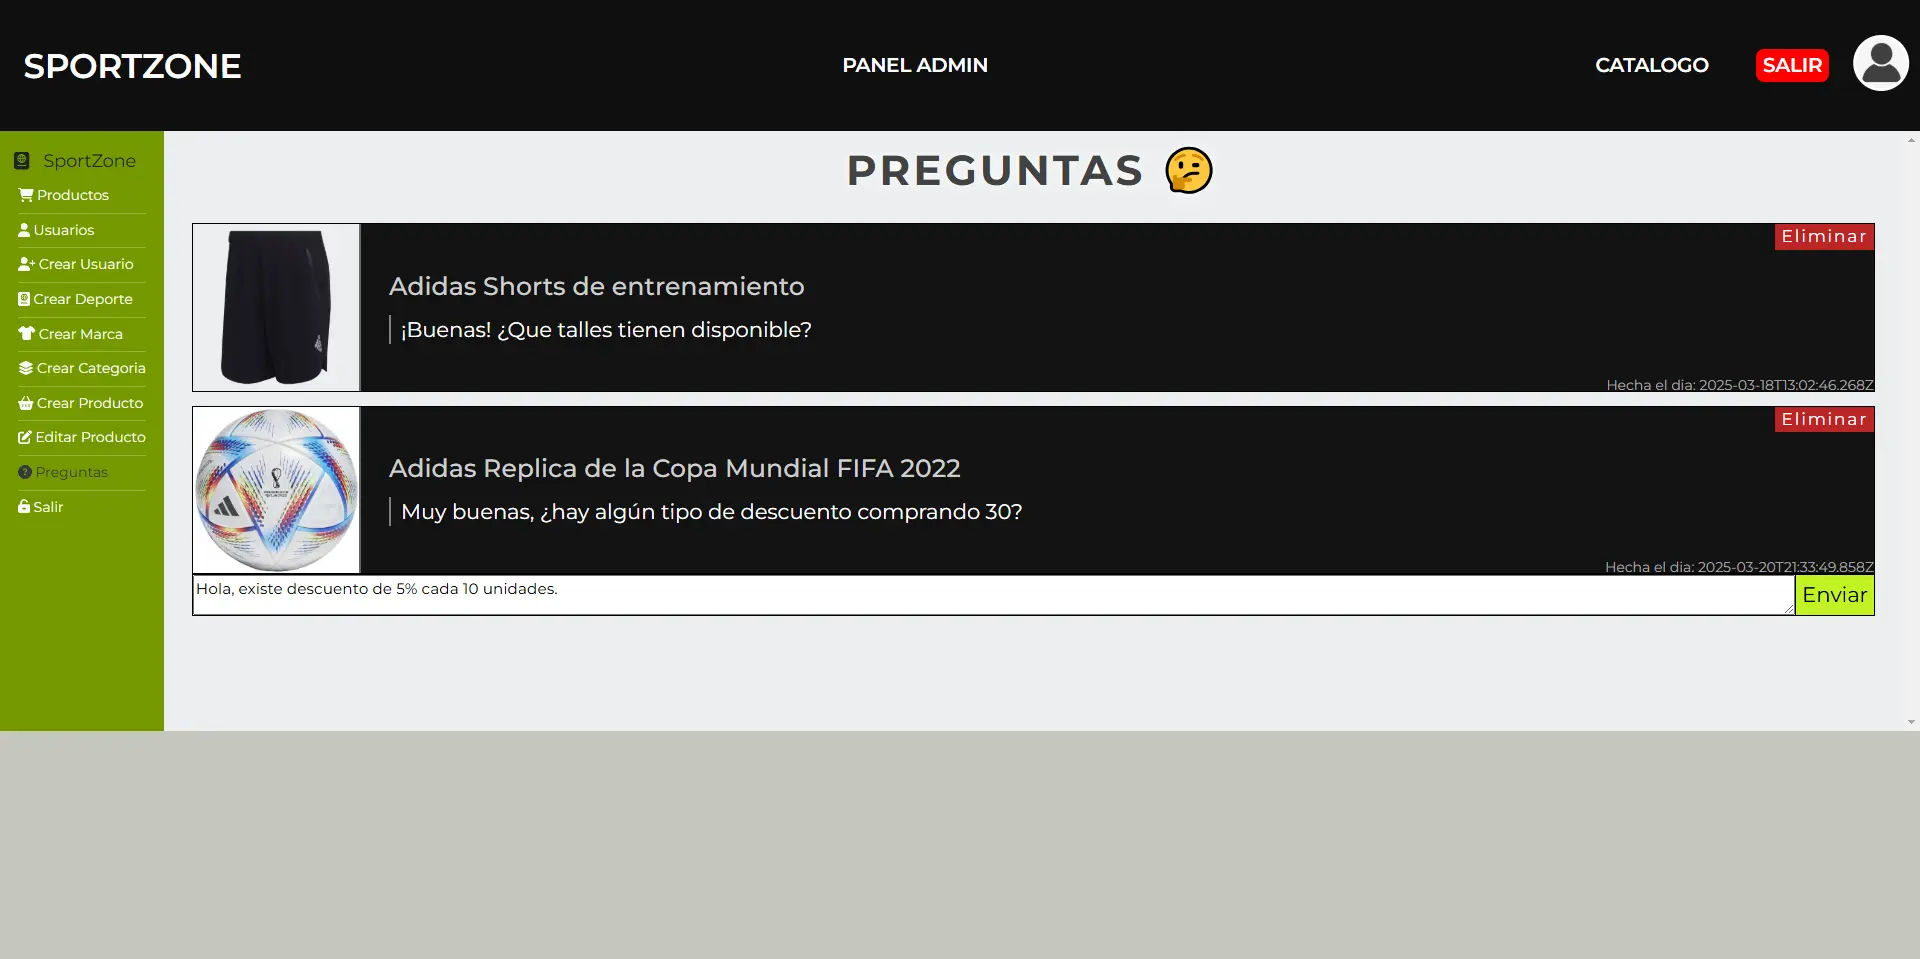 SPORTZONE
PANEL ADMIN
CATALOGO
SALIR
SportZone
Productos
Usuarios
Crear Usuario
Crear Deporte
Crear Marca
Crear Categoria
Crear Producto
Editar Producto
Preguntas
Salir
PREGUNTAS 🤔
Eliminar
Adidas Shorts de entrenamiento
¡Buenas! ¿Que talles tienen disponible?
Hecha el dia: 2025-03-18T13:02:46.268Z
Eliminar
Adidas Replica de la Copa Mundial FIFA 2022
Muy buenas, ¿hay algún tipo de descuento comprando 30?
Hecha el dia: 2025-03-20T21:33:49.858Z
Hola, existe descuento de 5% cada 10 unidades.
Enviar